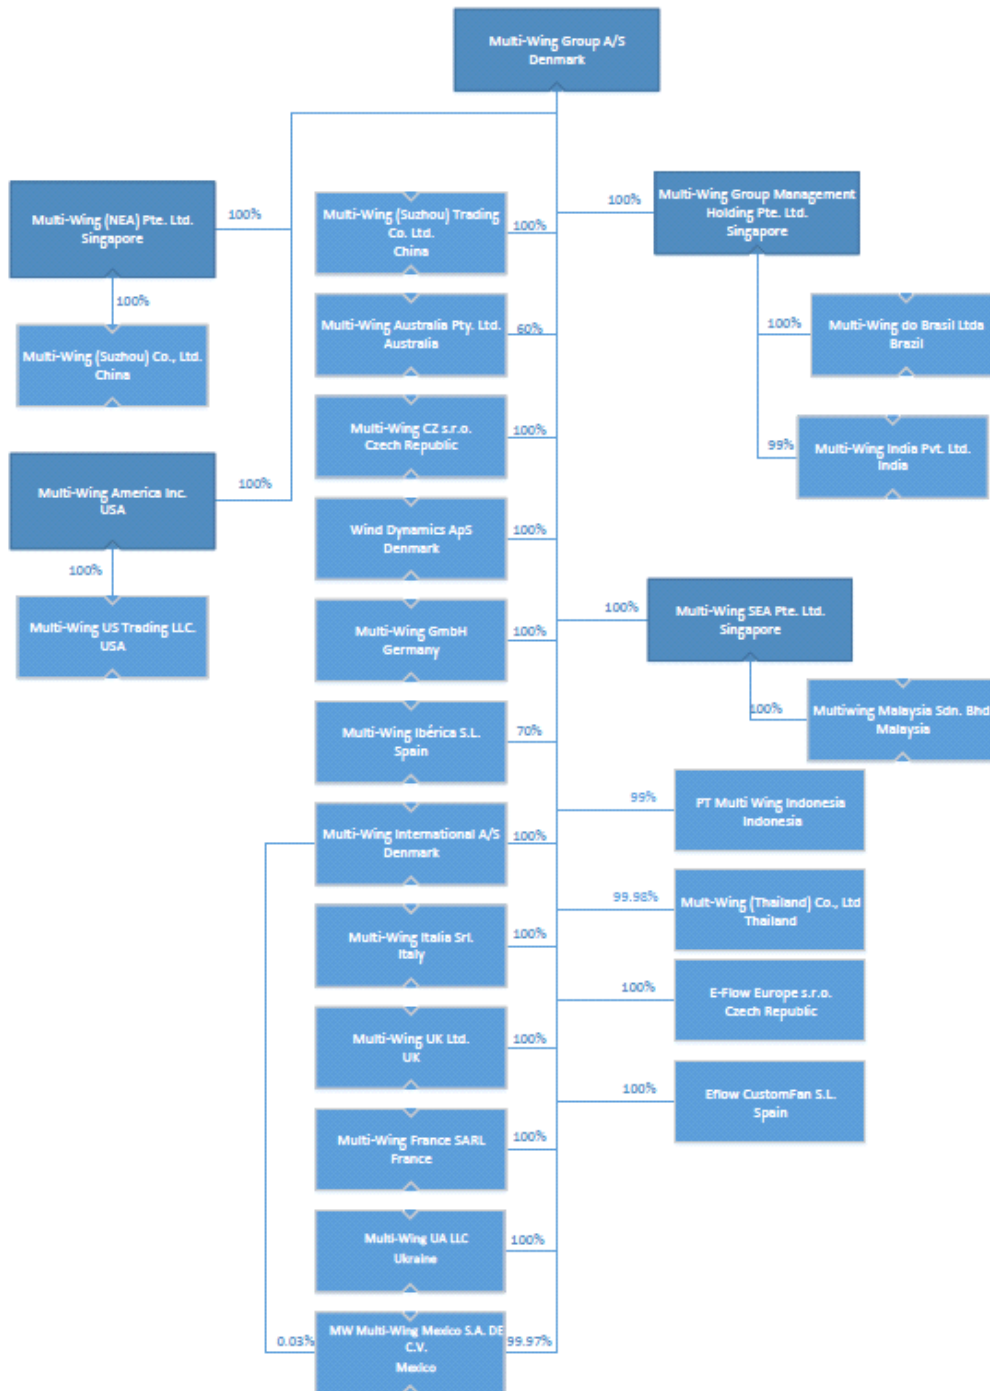 Multi-Wing Group A/S
Denmark
Multi-Wing (NEA) Pte. Ltd.
Singapore
100%
100%
Multi-Wing (Suzhou) Co., Ltd.
China
Multi-Wing America Inc.
USA
100%
100%
Multi-Wing US Trading LLC.
USA
Multi-Wing (Suzhou) Trading
Co. Ltd.
China
100%
Multi-Wing Australia Pty. Ltd.
Australia
60%
Multi-Wing CZ s.r.o.
Czech Republic
100%
Wind Dynamics ApS
Denmark
100%
Multi-Wing GmbH
Germany
100%
Multi-Wing Ibérica S.L.
Spain
70%
Multi-Wing International A/S
Denmark
100%
Multi-Wing Italia Srl.
Italy
100%
Multi-Wing UK Ltd.
UK
100%
Multi-Wing France SARL
France
100%
Multi-Wing UA LLC
Ukraine
100%
0.03%
MW Multi-Wing Mexico S.A. DE
C.V.
Mexico
99.97%
100%
Multi-Wing Group Management
Holding Pte. Ltd.
Singapore
100%
Multi-Wing do Brasil Ltda
Brazil
99%
Multi-Wing India Pvt. Ltd.
India
100%
Multi-Wing SEA Pte. Ltd.
Singapore
100%
Multiwing Malaysia Sdn. Bhd
Malaysia
99%
PT Multi Wing Indonesia
Indonesia
99.98%
Mult-Wing (Thailand) Co., Ltd
Thailand
100%
E-Flow Europe s.r.o.
Czech Republic
100%
Eflow CustomFan S.L.
Spain